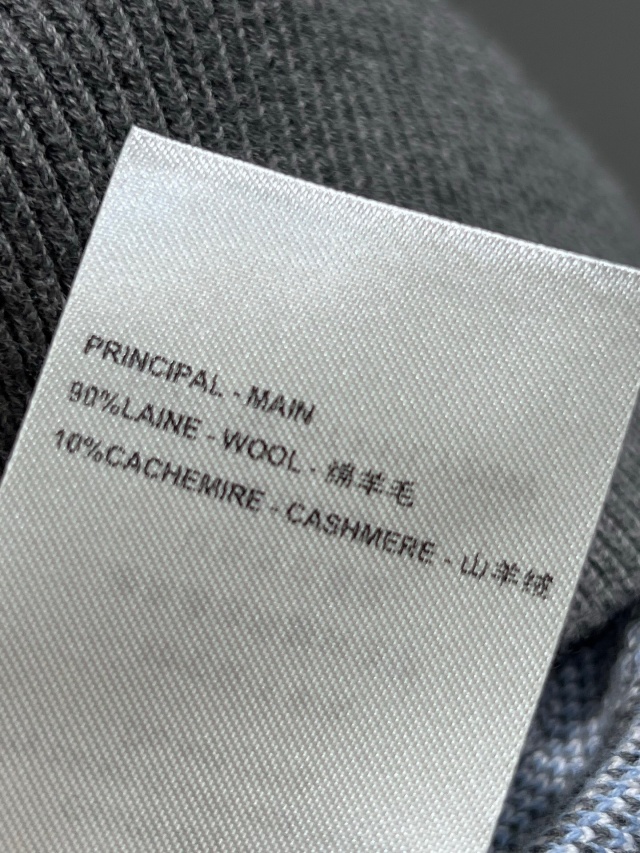 PRINCIPAL - MAIN
90%LAINE - WOOL - 绵羊毛
10%CACHEMIRE - CASHMERE - 山羊绒